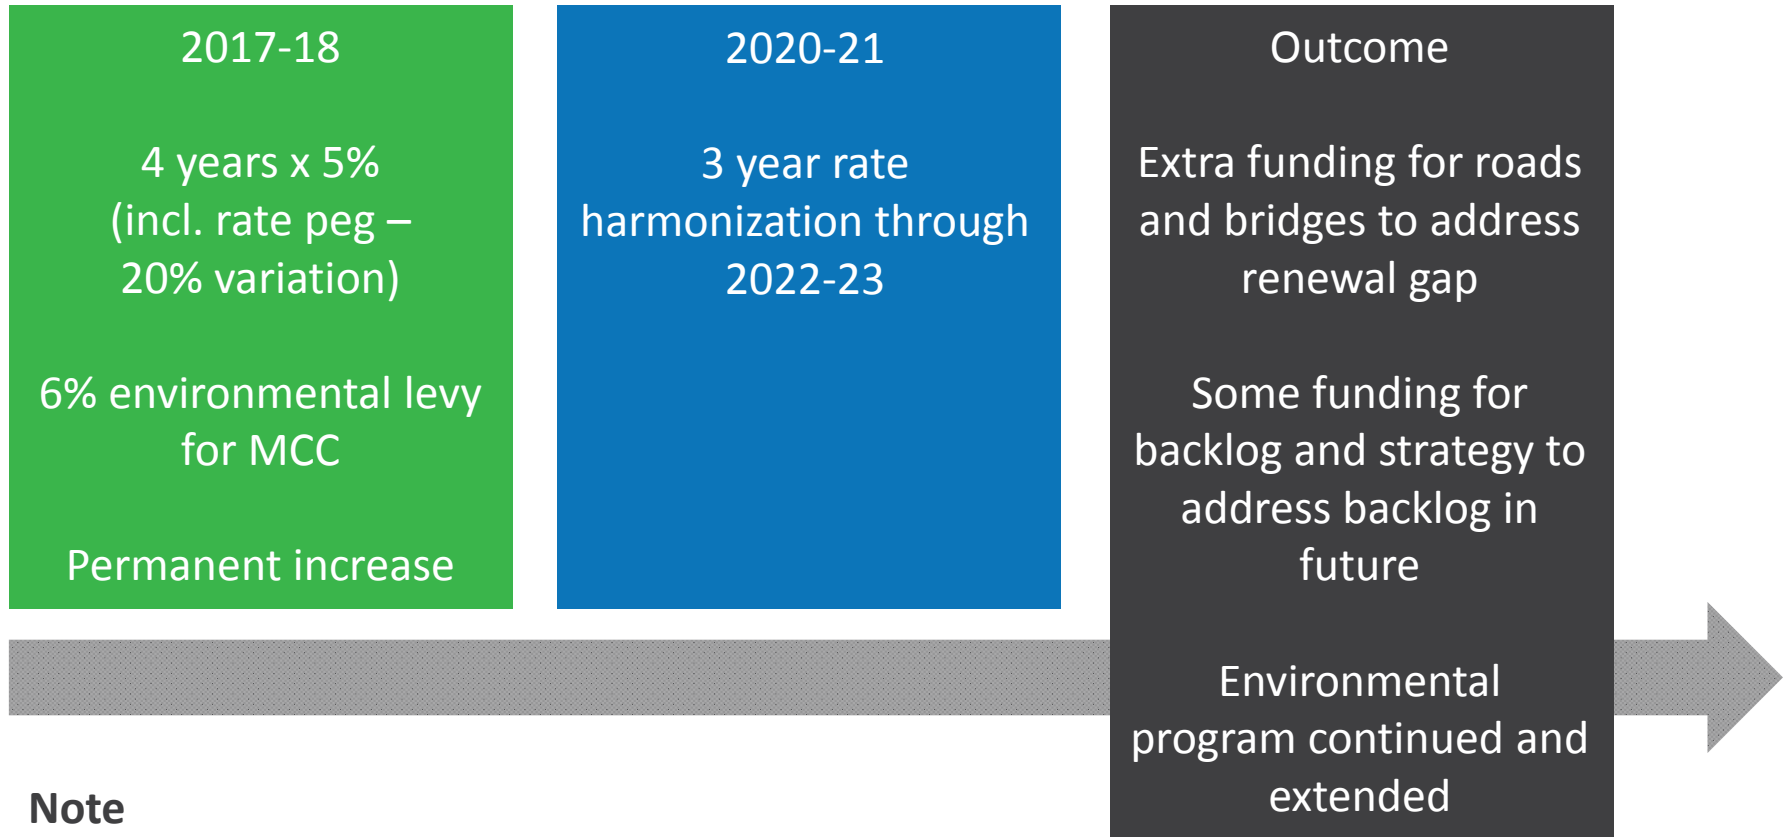 2017-18
4 years x 5%
(incl. rate peg –
20% variation)
6% environmental levy
for MCC
Permanent increase
2020-21
3 year rate
harmonization through
2022-23
Outcome
Extra funding for roads
and bridges to address
renewal gap
Some funding for
backlog and strategy to
address backlog in
future
Environmental
program continued and
extended
Note